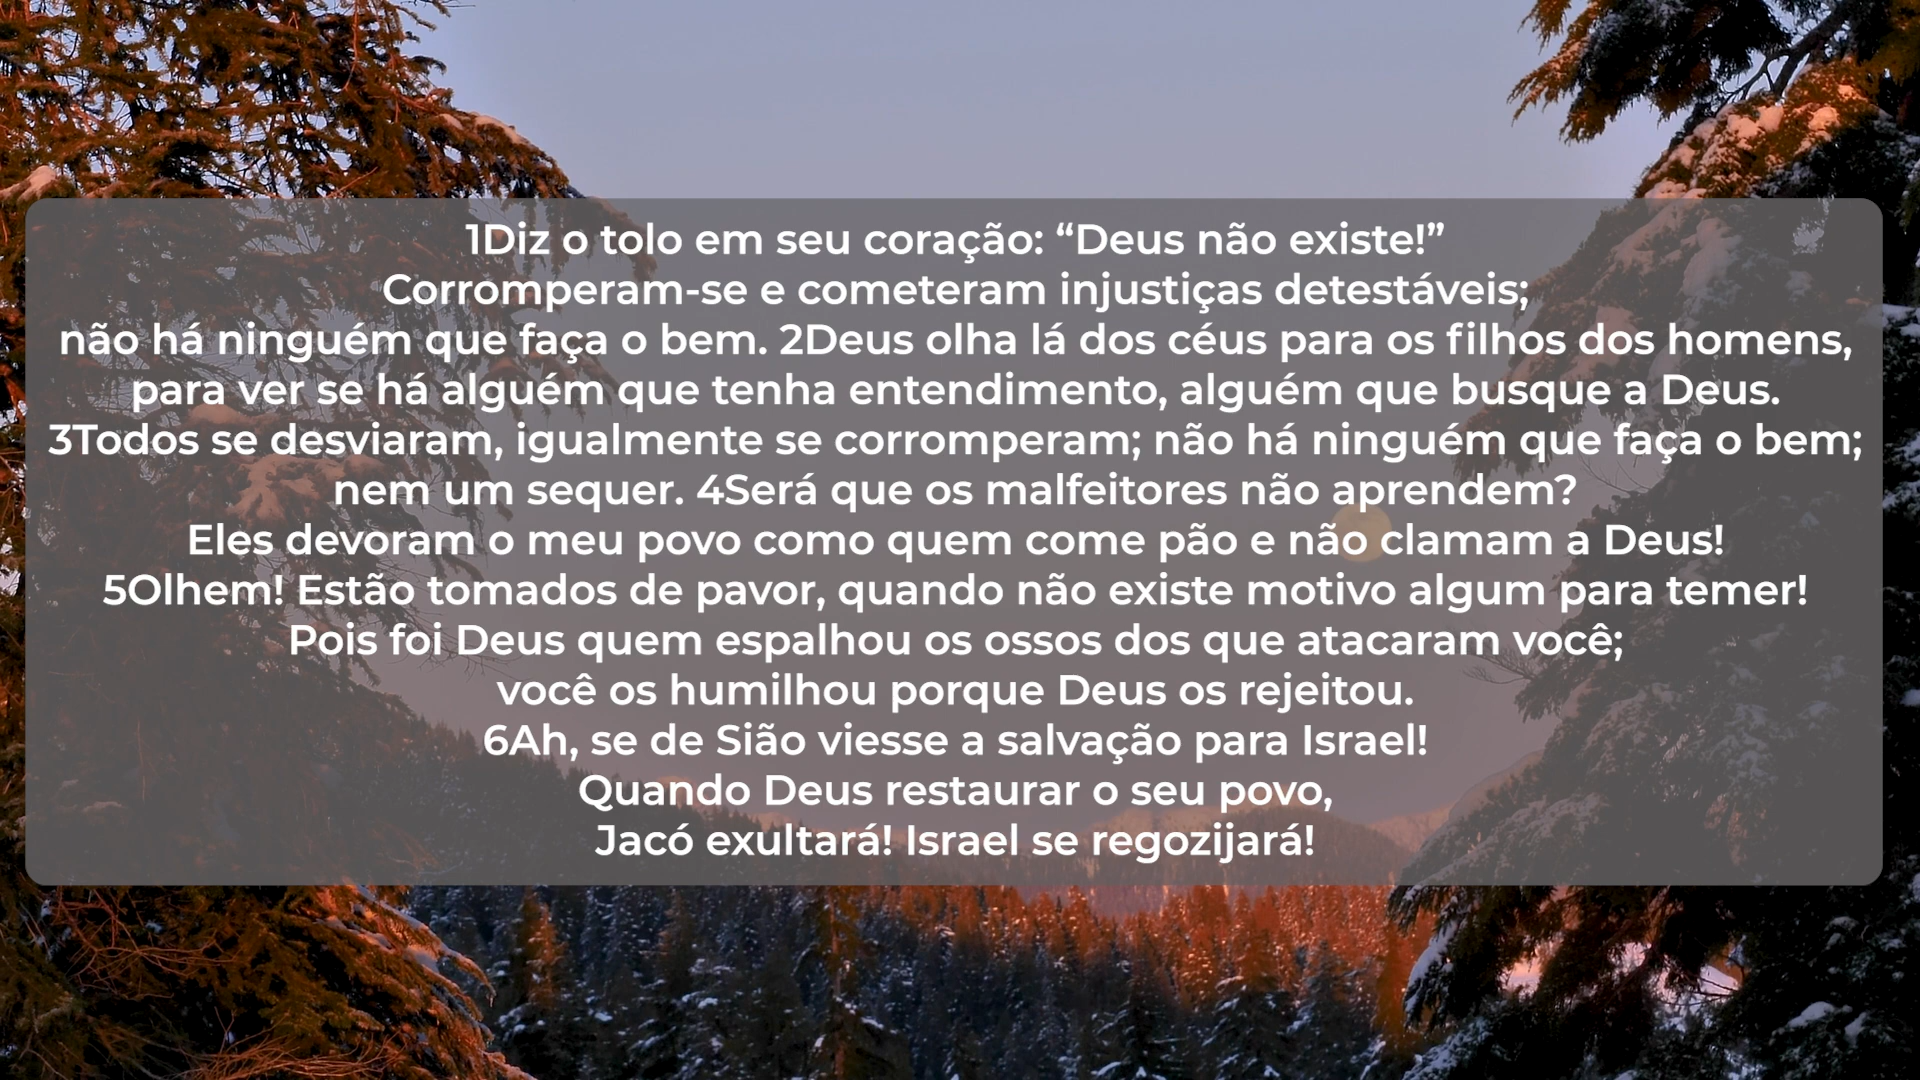 1Diz o tolo em seu coração: “Deus não existe!”
Corromperam-se e cometeram injustiças detestáveis;
não há ninguém que faça o bem. 2Deus olha lá dos céus para os filhos dos homens,
para ver se há alguém que tenha entendimento, alguém que busque a Deus.
3Todos se desviaram, igualmente se corromperam; não há ninguém que faça o bem;
nem um sequer. 4Será que os malfeitores não aprendem?
Eles devoram o meu povo como quem come pão e não clamam a Deus!
5Olhem! Estão tomados de pavor, quando não existe motivo algum para temer!
Pois foi Deus quem espalhou os ossos dos que atacaram você;
você os humilhou porque Deus os rejeitou.
6Ah, se de Sião viesse a salvação para Israel!
Quando Deus restaurar o seu povo,
Jacó exultará! Israel se regozijará!